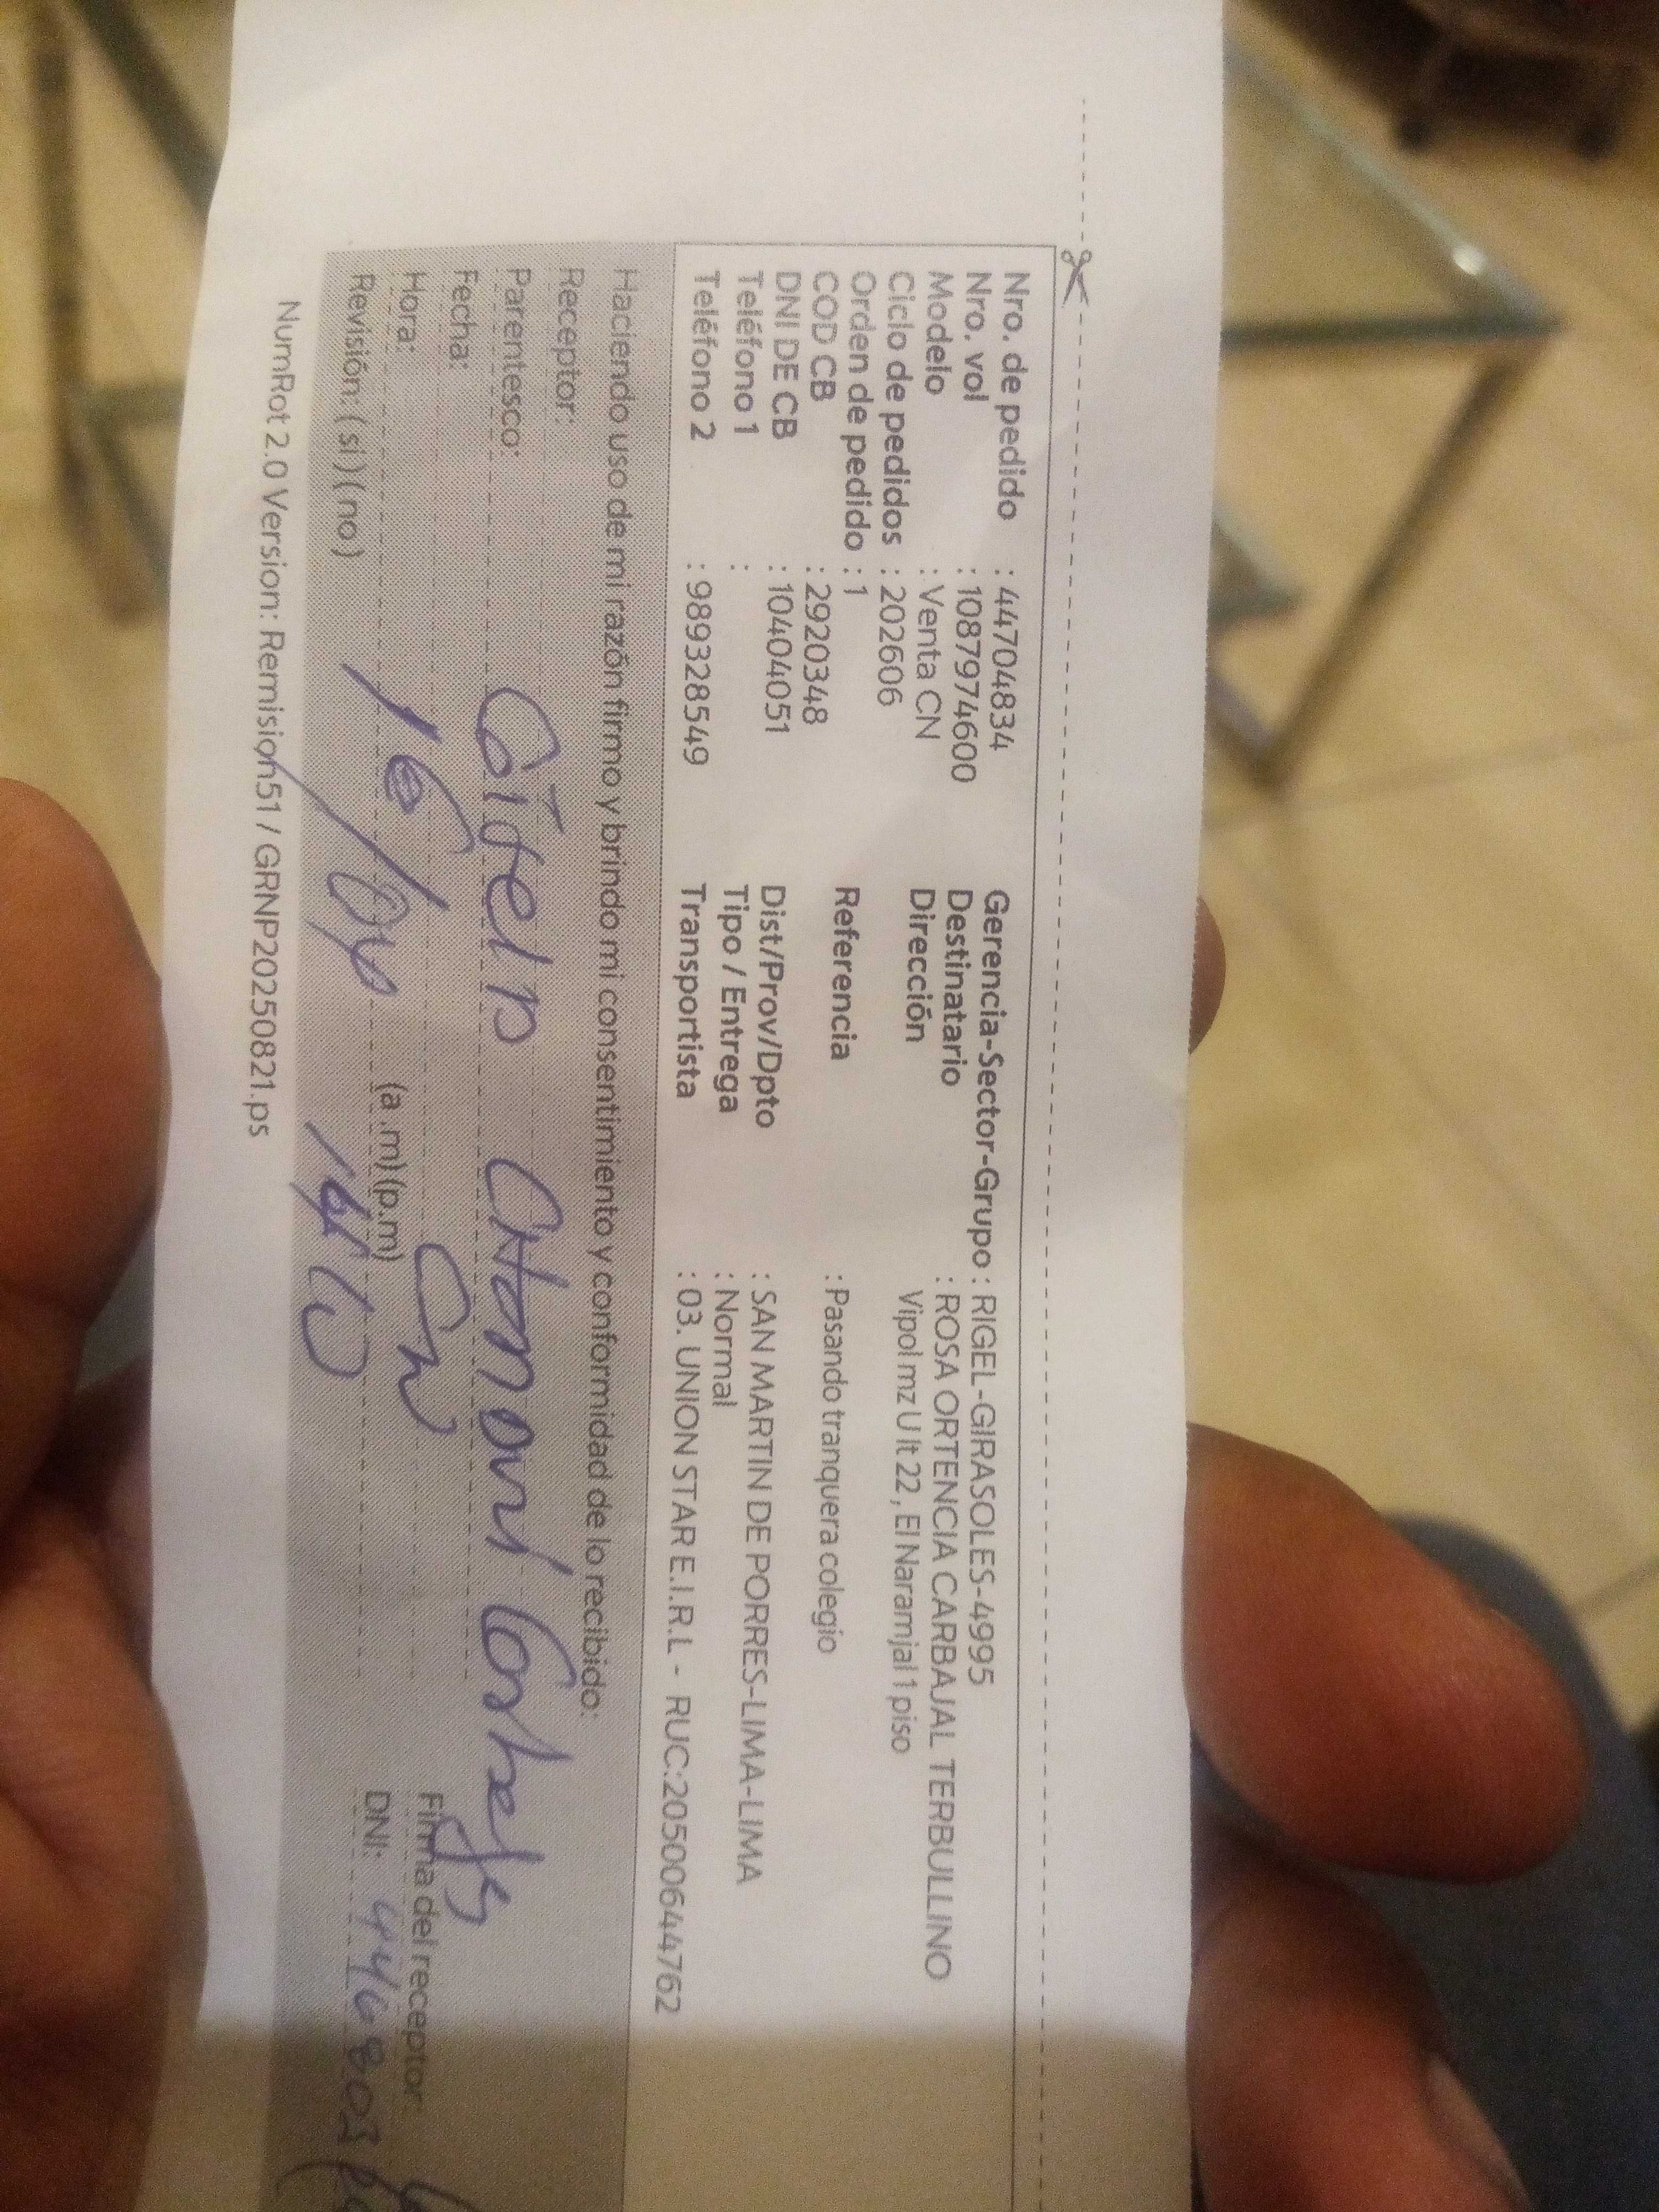 Nro. de pedido : 44704834
Nro. vol : 1087974600
Modelo : Venta CN
Ciclo de pedidos : 202606
Orden de pedido : 1
COD CB : 2920348
DNI DE CB : 10404051
Teléfono 1 :
Teléfono 2 : 989328549
Gerencia-Sector-Grupo : RIGEL-GIRASOLES-4995
Destinatario : ROSA ORTENCIA CARBAJAL TERBULLINO
Dirección Vipol mz U lt 22, El Naramjal 1 piso
Referencia : Pasando tranquera colegio
Dist/Prov/Dpto : SAN MARTIN DE PORRES-LIMA-LIMA
Tipo / Entrega : Normal
Transportista : 03. UNION STAR E.I.R.L - RUC:20500644762
Haciendo uso de mi razón firmo y brindo mi consentimiento y conformidad de lo recibido:
Receptor:
Parentesco:
Fecha:
Hora: (a .m) (p.m)
Revisión: ( si ) ( no )
Firma del receptor:
DNI:
NumRot 2.0 Version: Remision51 / GRNP20250821.ps